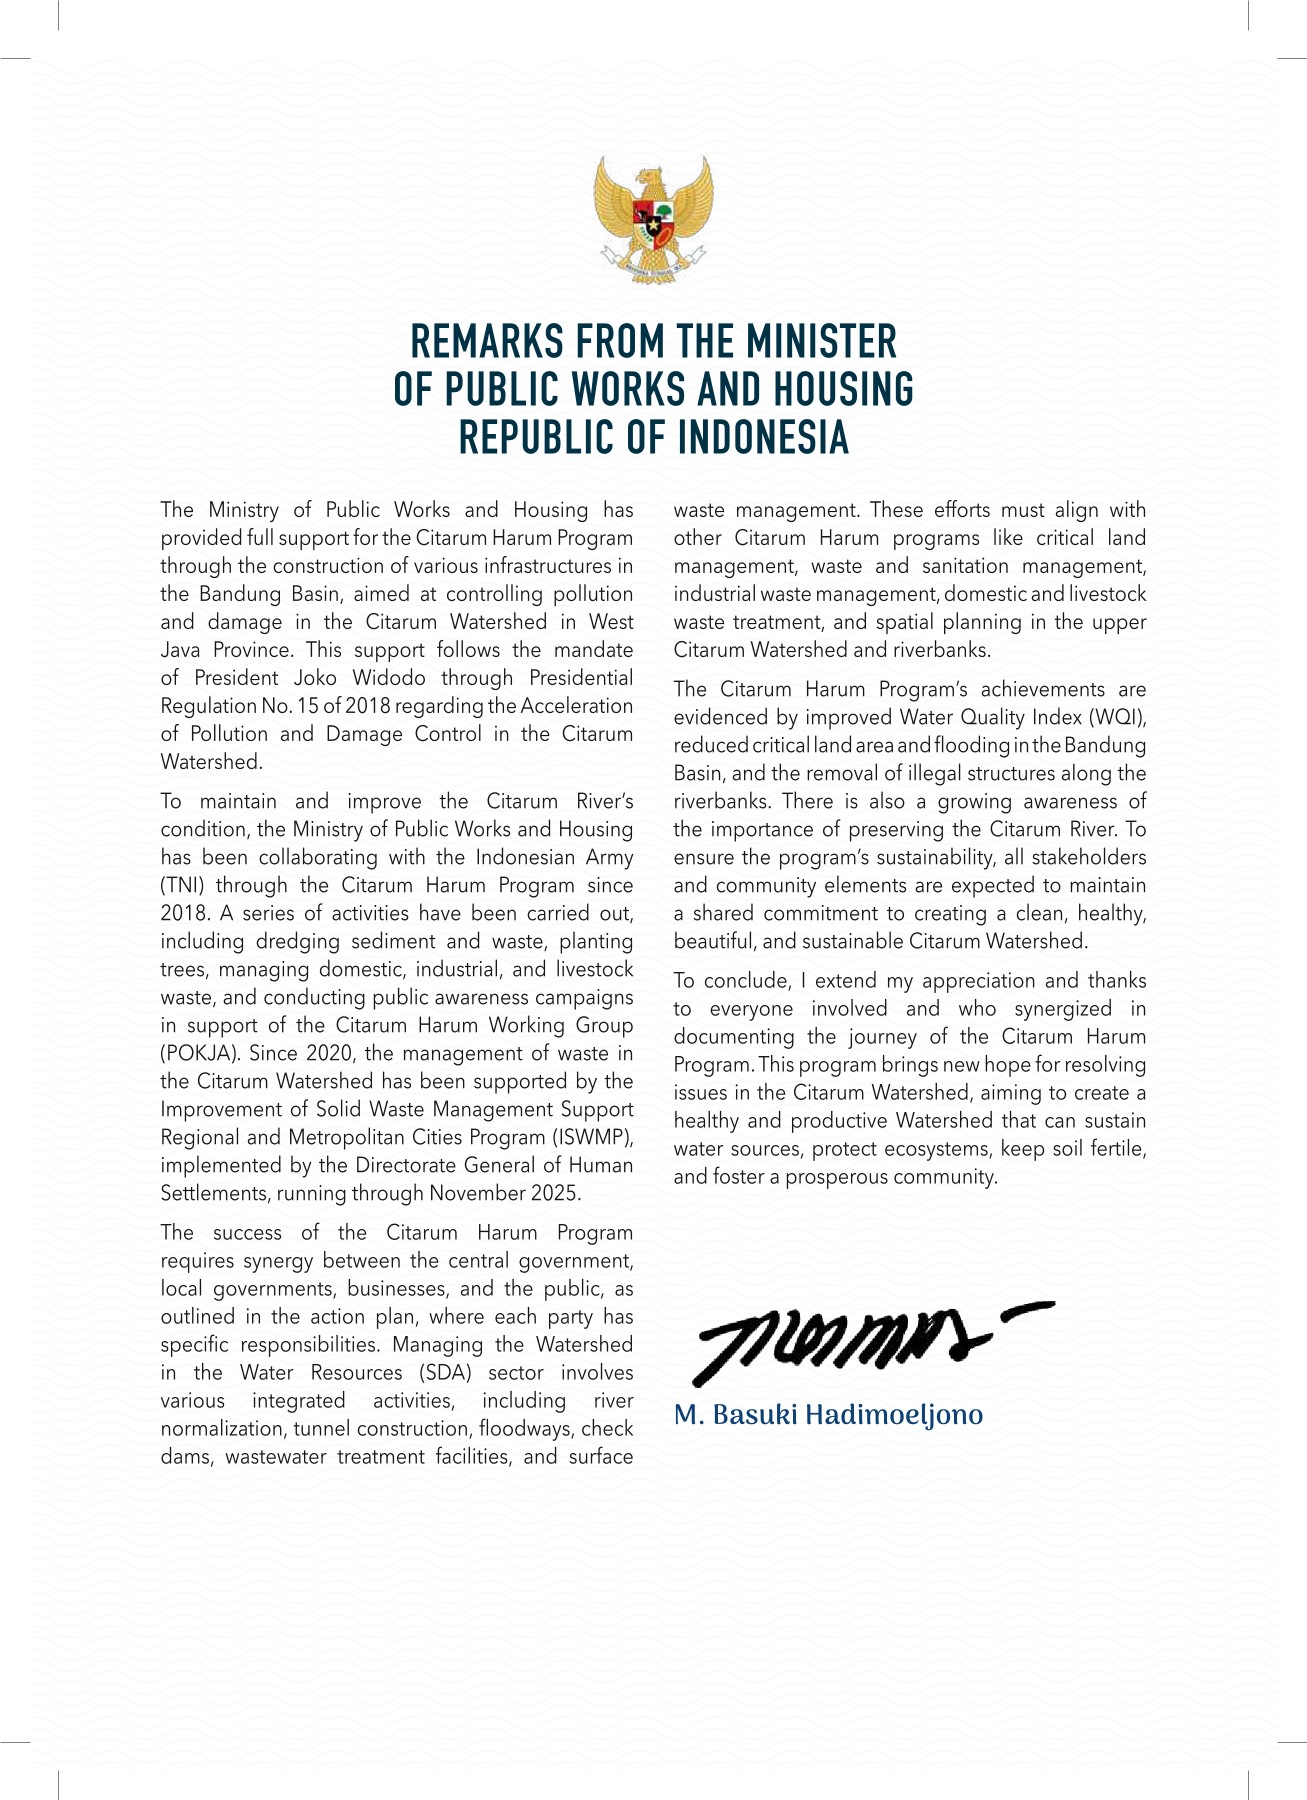 REMARKS FROM THE MINISTER
OF PUBLIC WORKS AND HOUSING
REPUBLIC OF INDONESIA
The Ministry of Public Works and Housing has
provided full support for the Citarum Harum Program
through the construction of various infrastructures in
the Bandung Basin, aimed at controlling pollution
and damage in the Citarum Watershed in West
Java Province. This support follows the mandate
of President Joko Widodo through Presidential
Regulation No. 15 of 2018 regarding the Acceleration
of Pollution and Damage Control in the Citarum
Watershed.
To maintain and improve the Citarum River’s
condition, the Ministry of Public Works and Housing
has been collaborating with the Indonesian Army
(TNI) through the Citarum Harum Program since
2018. A series of activities have been carried out,
including dredging sediment and waste, planting
trees, managing domestic, industrial, and livestock
waste, and conducting public awareness campaigns
in support of the Citarum Harum Working Group
(POKJA). Since 2020, the management of waste in
the Citarum Watershed has been supported by the
Improvement of Solid Waste Management Support
Regional and Metropolitan Cities Program (ISWMP),
implemented by the Directorate General of Human
Settlements, running through November 2025.
The success of the Citarum Harum Program
requires synergy between the central government,
local governments, businesses, and the public, as
outlined in the action plan, where each party has
specific responsibilities. Managing the Watershed
in the Water Resources (SDA) sector involves
various integrated activities, including river
normalization, tunnel construction, floodways, check
dams, wastewater treatment facilities, and surface
waste management. These efforts must align with
other Citarum Harum programs like critical land
management, waste and sanitation management,
industrial waste management, domestic and livestock
waste treatment, and spatial planning in the upper
Citarum Watershed and riverbanks.
The Citarum Harum Program’s achievements are
evidenced by improved Water Quality Index (WQI),
reduced critical land area and flooding in the Bandung
Basin, and the removal of illegal structures along the
riverbanks. There is also a growing awareness of
the importance of preserving the Citarum River. To
ensure the program’s sustainability, all stakeholders
and community elements are expected to maintain
a shared commitment to creating a clean, healthy,
beautiful, and sustainable Citarum Watershed.
To conclude, I extend my appreciation and thanks
to everyone involved and who synergized in
documenting the journey of the Citarum Harum
Program. This program brings new hope for resolving
issues in the Citarum Watershed, aiming to create a
healthy and productive Watershed that can sustain
water sources, protect ecosystems, keep soil fertile,
and foster a prosperous community.
M. Basuki Hadimoeljono